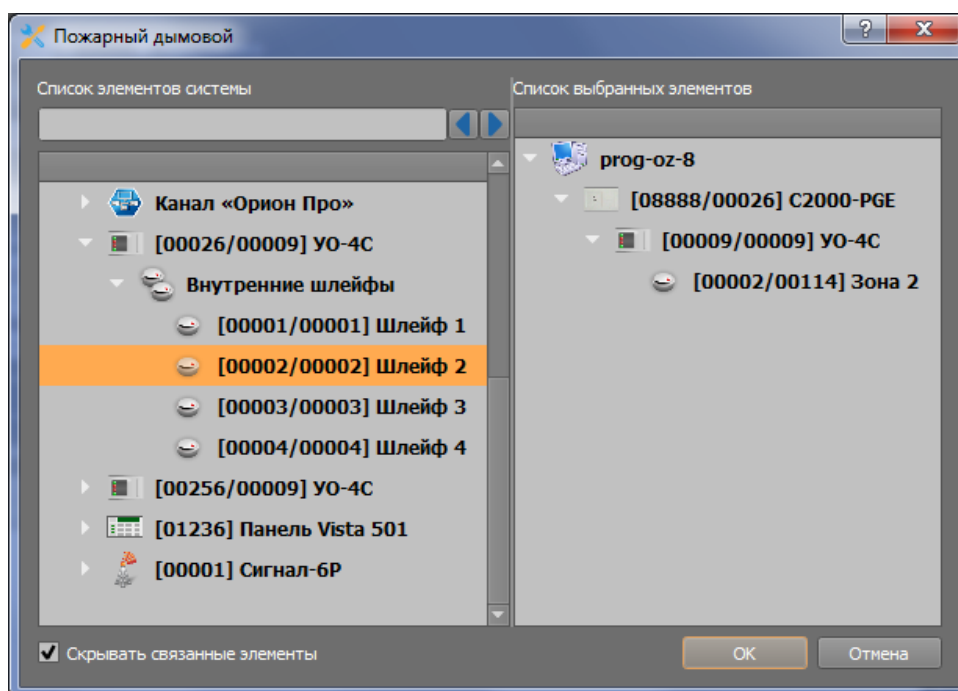 Пожарный дымовой
Список элементов системы
Канал «Орион Про»
[00026/00009] УО-4С
Внутренние шлейфы
[00001/00001] Шлейф 1
[00002/00002] Шлейф 2
[00003/00003] Шлейф 3
[00004/00004] Шлейф 4
[00256/00009] УО-4С
[01236] Панель Vista 501
[00001] Сигнал-6Р
Список выбранных элементов
prog-oz-8
[08888/00026] C2000-PGE
[00009/00009] УО-4С
[00002/00114] Зона 2
Скрывать связанные элементы
OK
Отмена